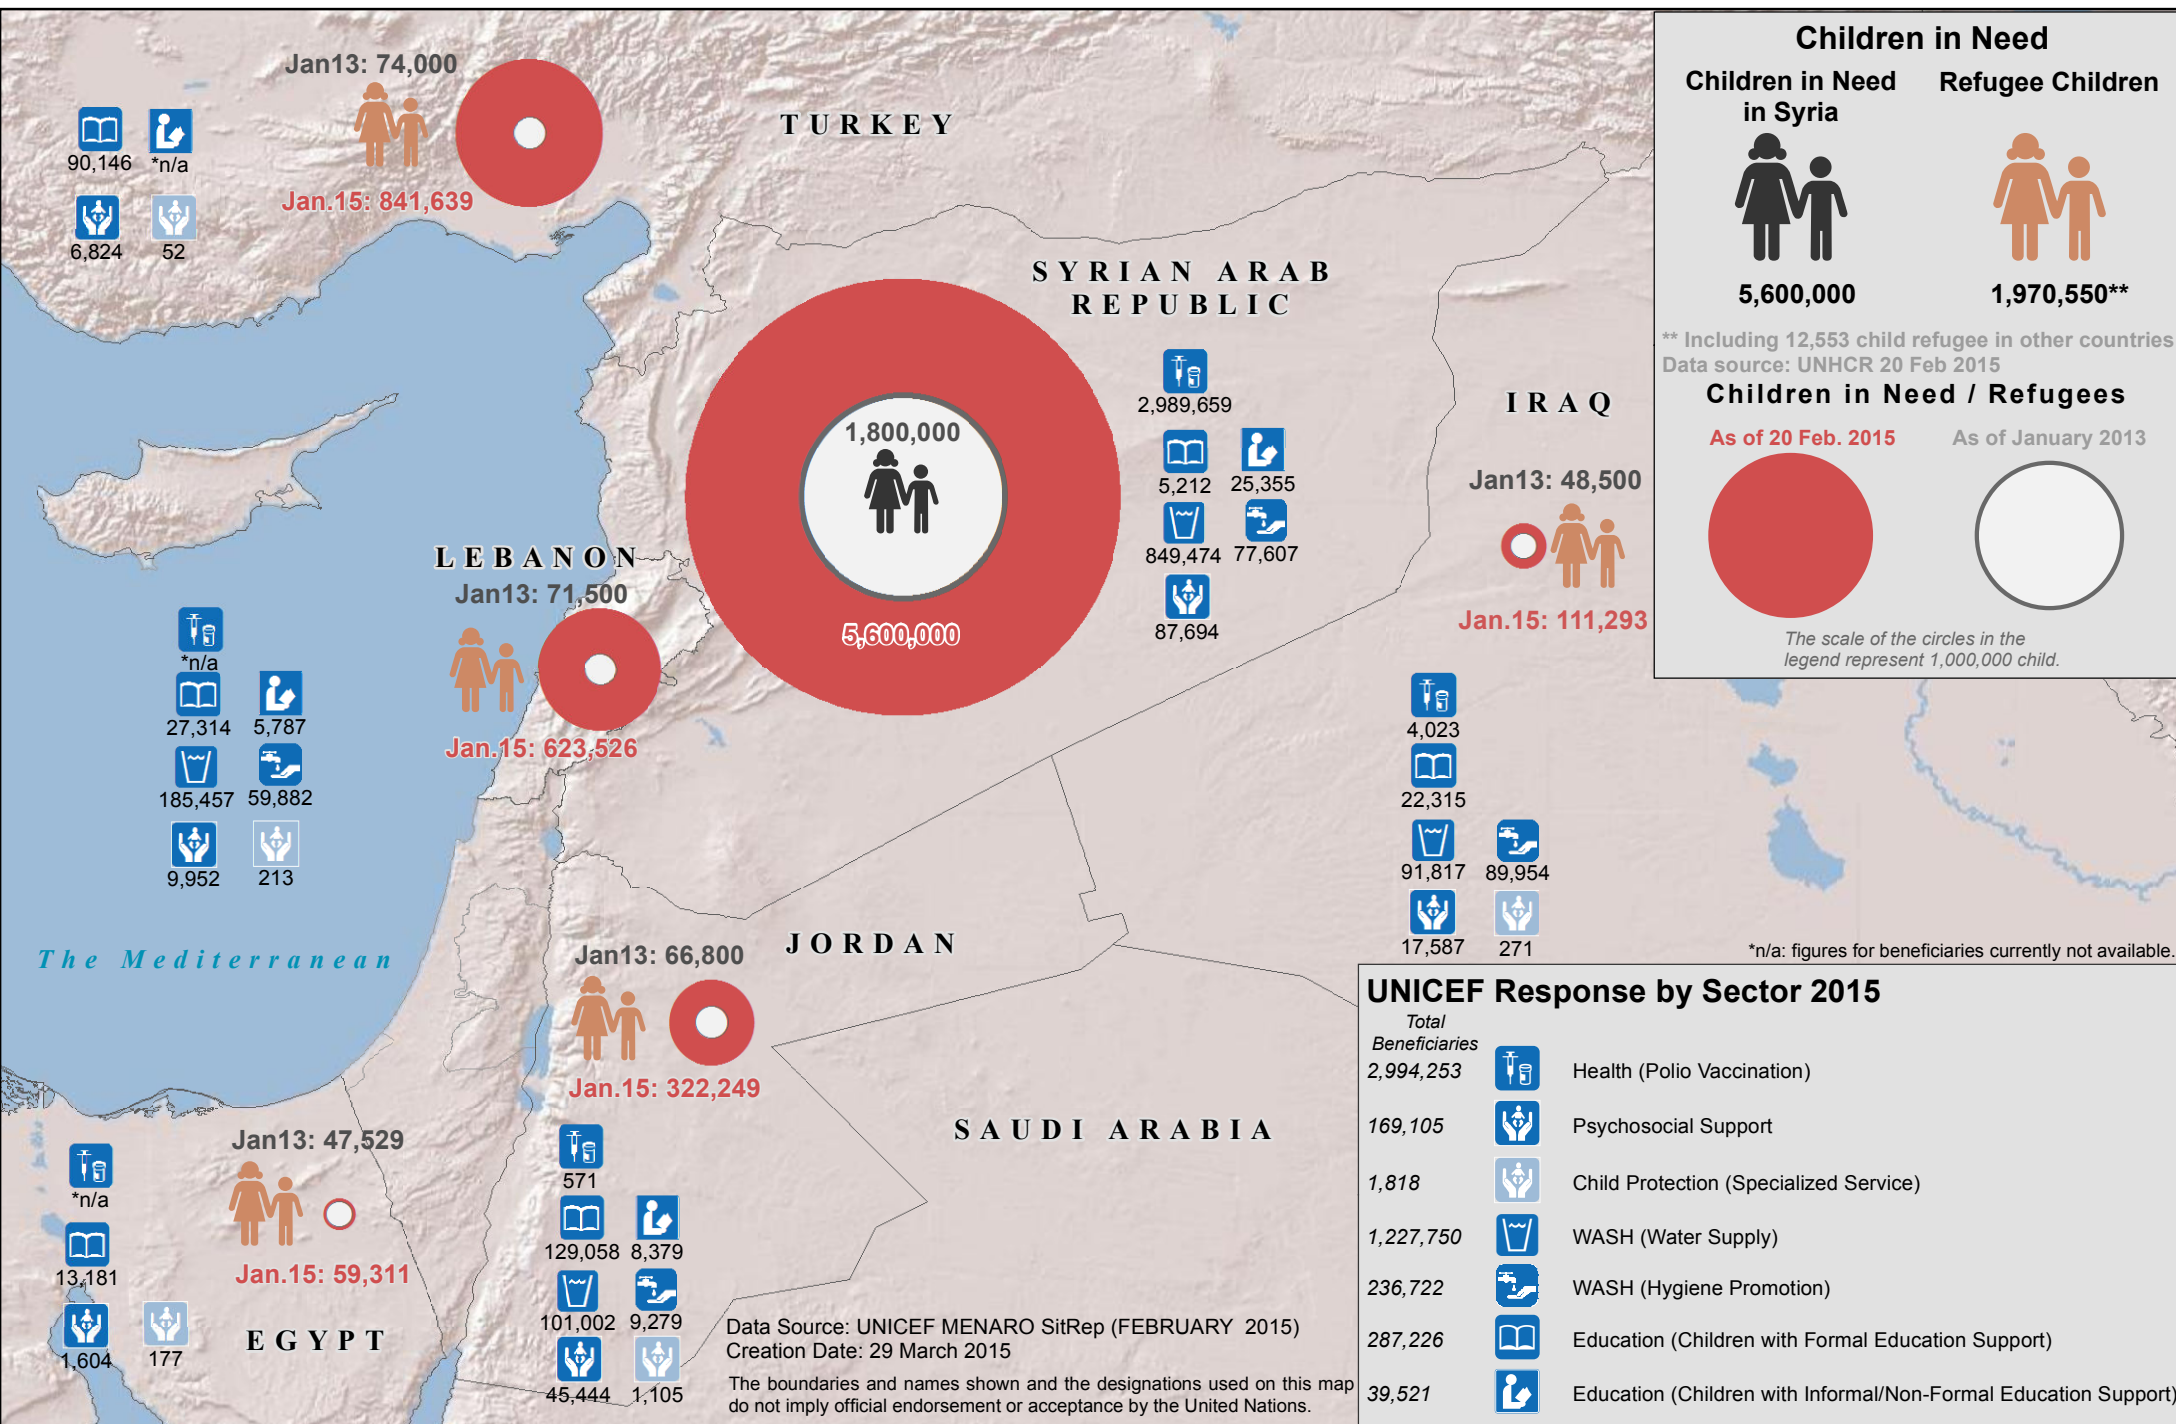 Jan13: 74,000
90,146 *n/a
Jan.15: 841,639
6,824 52
TURKEY
SYRIAN ARAB
REPUBLIC
1,800,000
5,600,000
2,989,659
5,212 25,355
849,474 77,607
87,694
IRAQ
Jan13: 48,500
Jan.15: 111,293
4,023
22,315
91,817 89,954
17,587 271
LEBANON
Jan13: 71,500
Jan.15: 623,526
*n/a
27,314 5,787
185,457 59,882
9,952 213
The Mediterranean
JORDAN
Jan13: 66,800
Jan.15: 322,249
571
129,058 8,379
101,002 9,279
45,444 1,105
SAUDI ARABIA
Jan13: 47,529
Jan.15: 59,311
*n/a
13,181
1,604 177
EGYPT
Data Source: UNICEF MENARO SitRep (FEBRUARY 2015)
Creation Date: 29 March 2015
The boundaries and names shown and the designations used on this map
do not imply official endorsement or acceptance by the United Nations.
Children in Need
Children in Need
in Syria
Refugee Children
5,600,000
1,970,550**
** Including 12,553 child refugee in other countries
Data source: UNHCR 20 Feb 2015
Children in Need / Refugees
As of 20 Feb. 2015
As of January 2013
The scale of the circles in the
legend represent 1,000,000 child.
*n/a: figures for beneficiaries currently not available.
UNICEF Response by Sector 2015
Total
Beneficiaries
2,994,253 Health (Polio Vaccination)
169,105 Psychosocial Support
1,818 Child Protection (Specialized Service)
1,227,750 WASH (Water Supply)
236,722 WASH (Hygiene Promotion)
287,226 Education (Children with Formal Education Support)
39,521 Education (Children with Informal/Non-Formal Education Support)